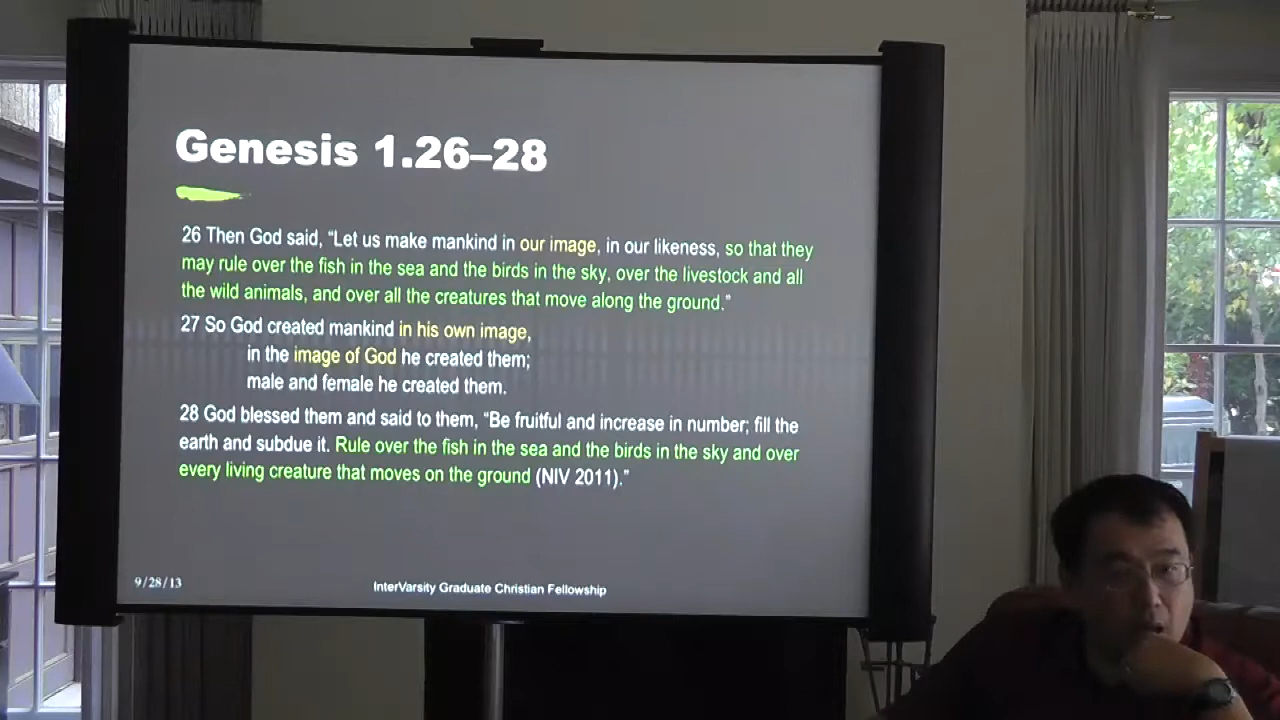 Genesis 1.26–28
26 Then God said, “Let us make mankind in our image, in our likeness, so that they
may rule over the fish in the sea and the birds in the sky, over the livestock and all
the wild animals, and over all the creatures that move along the ground.”
27 So God created mankind in his own image,
in the image of God he created them;
male and female he created them.
28 God blessed them and said to them, “Be fruitful and increase in number; fill the
earth and subdue it. Rule over the fish in the sea and the birds in the sky and over
every living creature that moves on the ground (NIV 2011).”
9/28/13
InterVarsity Graduate Christian Fellowship